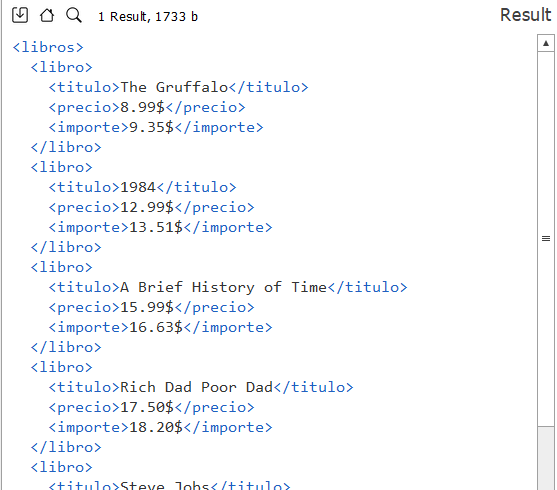 1 Result, 1733 b Result
<libros>
<libro>
<titulo>The Gruffalo</titulo>
<precio>8.99$</precio>
<importe>9.35$</importe>
</libro>
<libro>
<titulo>1984</titulo>
<precio>12.99$</precio>
<importe>13.51$</importe>
</libro>
<libro>
<titulo>A Brief History of Time</titulo>
<precio>15.99$</precio>
<importe>16.63$</importe>
</libro>
<libro>
<titulo>Rich Dad Poor Dad</titulo>
<precio>17.50$</precio>
<importe>18.20$</importe>
</libro>
<libro>
<titulo>Steve Jobs</titulo>